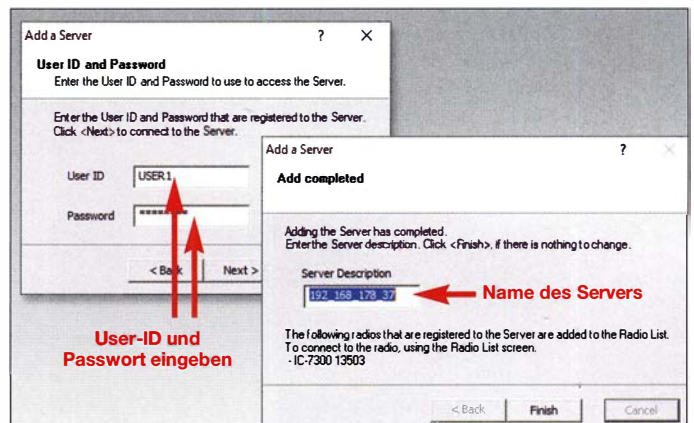 Add a Server ? X
User ID and Password
Enter the User ID and Password to use to access the Server.
Enter the User ID and Password that are registered to the Server.
Click <Next> to connect to the Server.
User ID USER1
Password ********
< Back Next >
User-ID und
Passwort eingeben
Add a Server ? X
Add completed
Adding the Server has completed.
Enter the Server description. Click <Finish>, if there is nothing to change.
Server Description
192_168_178_37
Name des Servers
The following radios that are registered to the Server are added to the Radio List.
To connect to the radio, using the Radio List screen.
- IC-7300 13503
< Back Finish Cancel